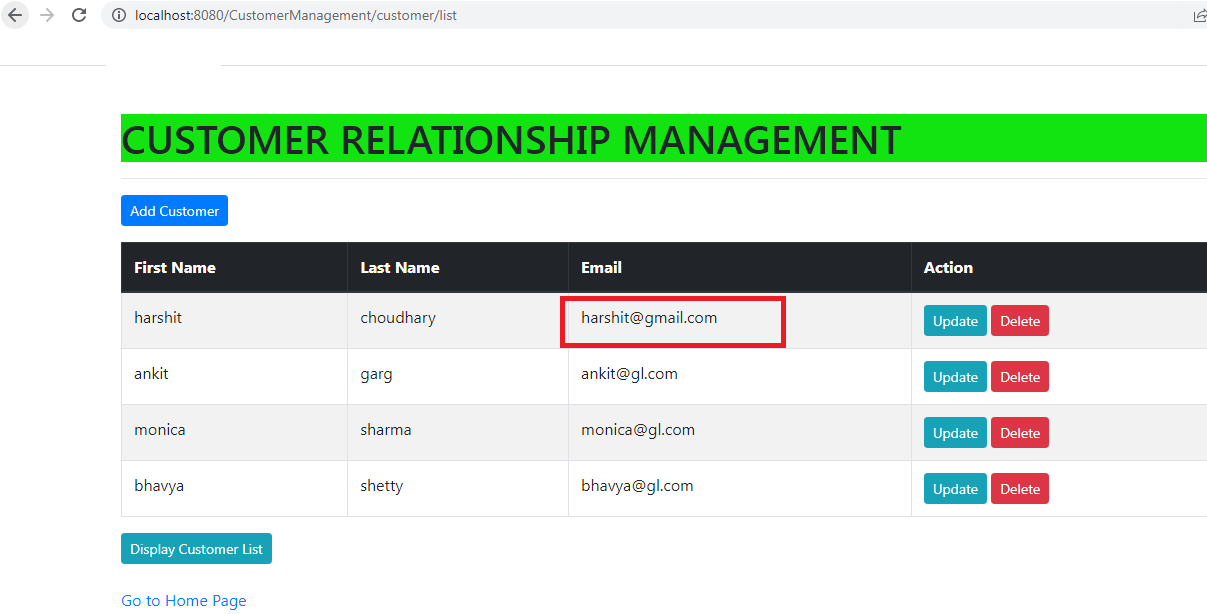 localhost:8080/CustomerManagement/customer/list
CUSTOMER RELATIONSHIP MANAGEMENT
Add Customer
First Name Last Name Email Action
harshit choudhary harshit@gmail.com Update Delete
ankit garg ankit@gl.com Update Delete
monica sharma monica@gl.com Update Delete
bhavya shetty bhavya@gl.com Update Delete
Display Customer List
Go to Home Page